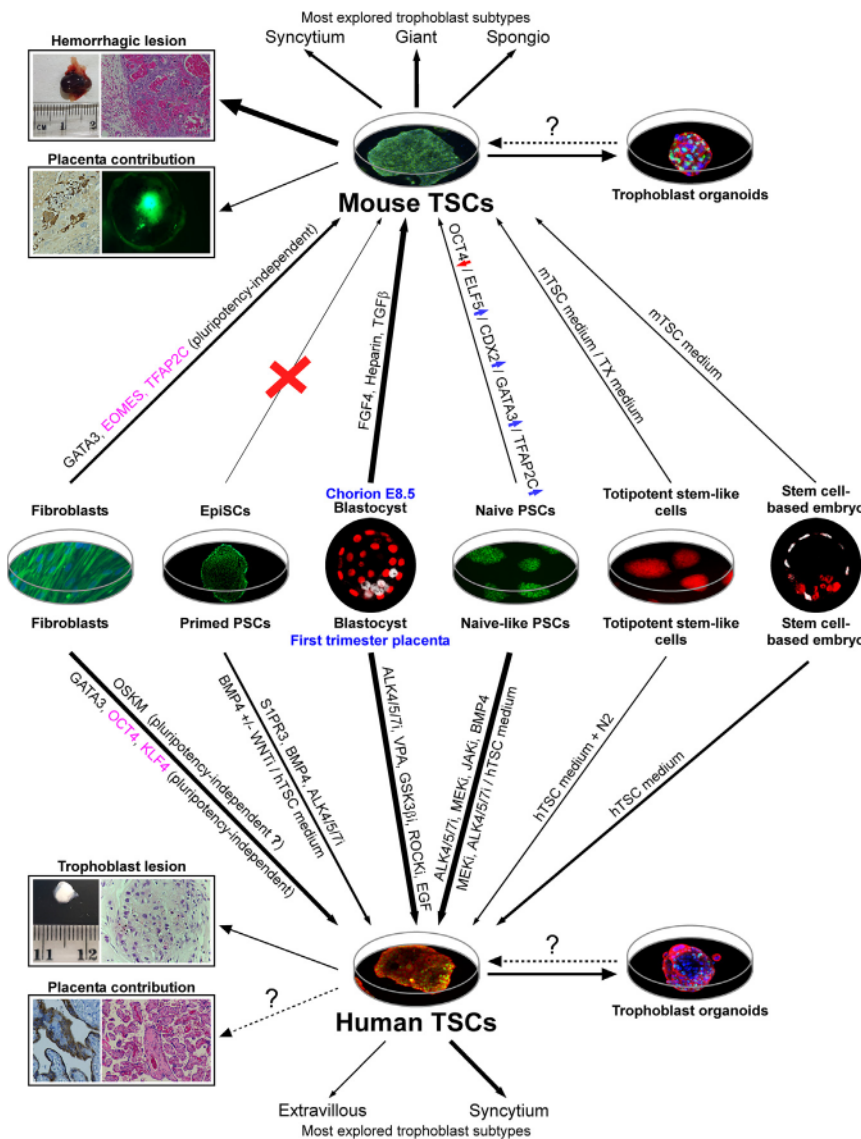 Most explored trophoblast subtypes
Syncytium Giant Spongio
Hemorrhagic lesion
CM 1 2
Placenta contribution
?
Mouse TSCs
Trophoblast organoids
GATA3, EOMES, TFAP2C (pluripotency-independent)
FGF4, Heparin, TGFβ
OCT4 / ELF5 / CDX2 / GATA3 / TFAP2C
mTSC medium / TX medium
mTSC medium
Fibroblasts
EpiSCs
Chorion E8.5
Blastocyst
Naive PSCs
Totipotent stem-like
cells
Stem cell-
based embryo
Fibroblasts
Primed PSCs
Blastocyst
First trimester placenta
Naive-like PSCs
Totipotent stem-like
cells
Stem cell-
based embryo
OSKM (pluripotency-independent ?)
GATA3, OCT4, KLF4 (pluripotency-independent)
S1PR3, BMP4, ALK4/5/7i
BMP4 +/- WNTi / hTSC medium
ALK4/5/7i, VPA, GSK3βi, ROCKi, EGF
ALK4/5/7i, MEKi, JAKi, BMP4
MEKi, ALK4/5/7i / hTSC medium
hTSC medium + N2
hTSC medium
Trophoblast lesion
11 12
Placenta contribution
?
?
Human TSCs
Trophoblast organoids
Extravillous Syncytium
Most explored trophoblast subtypes